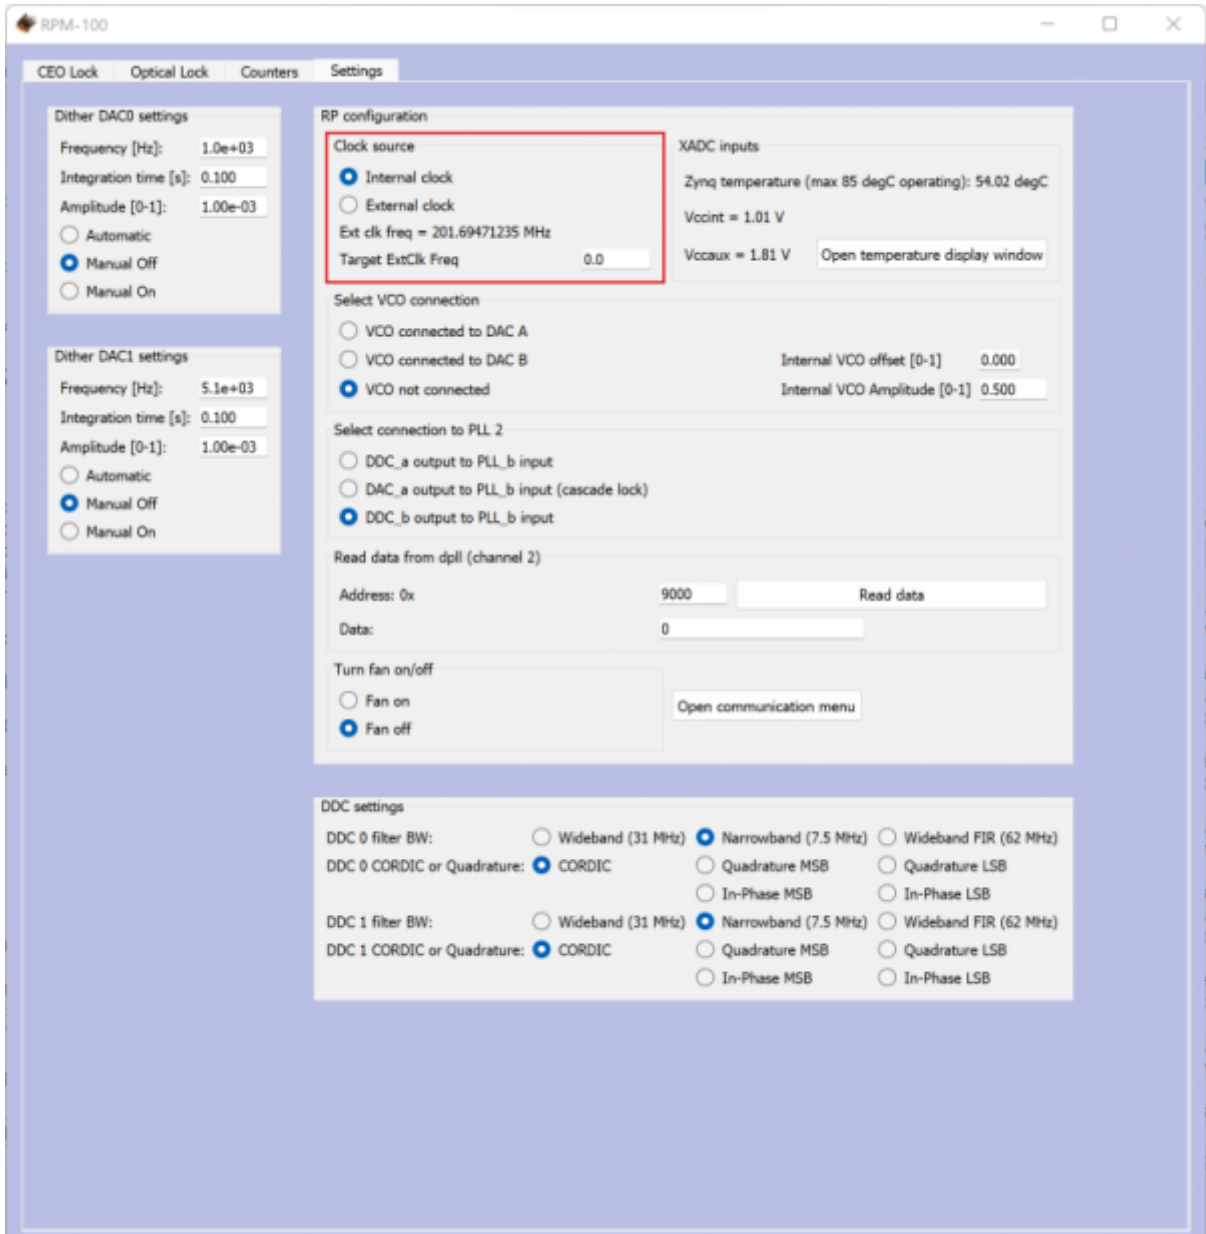 RPM-100
CEO Lock Optical Lock Counters Settings
Dither DAC0 settings
Frequency [Hz]: 1.0e+03
Integration time [s]: 0.100
Amplitude [0-1]: 1.00e-03
Automatic
Manual Off
Manual On
Dither DAC1 settings
Frequency [Hz]: 5.1e+03
Integration time [s]: 0.100
Amplitude [0-1]: 1.00e-03
Automatic
Manual Off
Manual On
RP configuration
Clock source
Internal clock
External clock
Ext clk freq = 201.69471235 MHz
Target ExtClk Freq 0.0
XADC inputs
Zynq temperature (max 85 degC operating): 54.02 degC
Vccint = 1.01 V
Vccaux = 1.81 V Open temperature display window
Select VCO connection
VCO connected to DAC A
VCO connected to DAC B Internal VCO offset [0-1] 0.000
VCO not connected Internal VCO Amplitude [0-1] 0.500
Select connection to PLL 2
DDC_a output to PLL_b input
DAC_a output to PLL_b input (cascade lock)
DDC_b output to PLL_b input
Read data from dpll (channel 2)
Address: 0x 9000 Read data
Data: 0
Turn fan on/off
Fan on
Fan off
Open communication menu
DDC settings
DDC 0 filter BW: Wideband (31 MHz) Narrowband (7.5 MHz) Wideband FIR (62 MHz)
DDC 0 CORDIC or Quadrature: CORDIC Quadrature MSB Quadrature LSB
In-Phase MSB In-Phase LSB
DDC 1 filter BW: Wideband (31 MHz) Narrowband (7.5 MHz) Wideband FIR (62 MHz)
DDC 1 CORDIC or Quadrature: CORDIC Quadrature MSB Quadrature LSB
In-Phase MSB In-Phase LSB